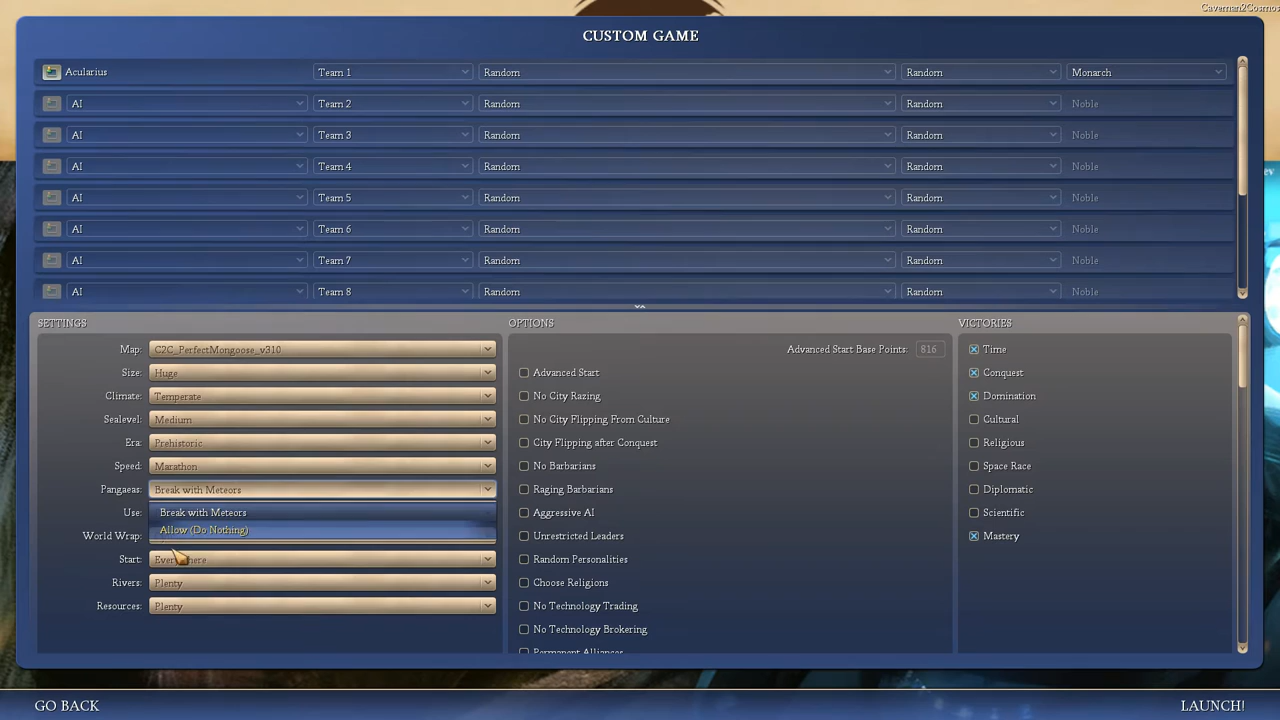 Caveman2Cosmos
CUSTOM GAME
Acularius Team 1 Random Random Monarch
AI Team 2 Random Random Noble
AI Team 3 Random Random Noble
AI Team 4 Random Random Noble
AI Team 5 Random Random Noble
AI Team 6 Random Random Noble
AI Team 7 Random Random Noble
AI Team 8 Random Random Noble
SETTINGS
Map: C2C_PerfectMongoose_v310
Size: Huge
Climate: Temperate
Sealevel: Medium
Era: Prehistoric
Speed: Marathon
Pangaeas: Break with Meteors
Use: Break with Meteors
Allow (Do Nothing)
World Wrap:
Start: Everywhere
Rivers: Plenty
Resources: Plenty
OPTIONS
Advanced Start Base Points: 816
Advanced Start
No City Razing
No City Flipping From Culture
City Flipping after Conquest
No Barbarians
Raging Barbarians
Aggressive AI
Unrestricted Leaders
Random Personalities
Choose Religions
No Technology Trading
No Technology Brokering
Permanent Alliances
VICTORIES
Time
Conquest
Domination
Cultural
Religious
Space Race
Diplomatic
Scientific
Mastery
GO BACK
LAUNCH!